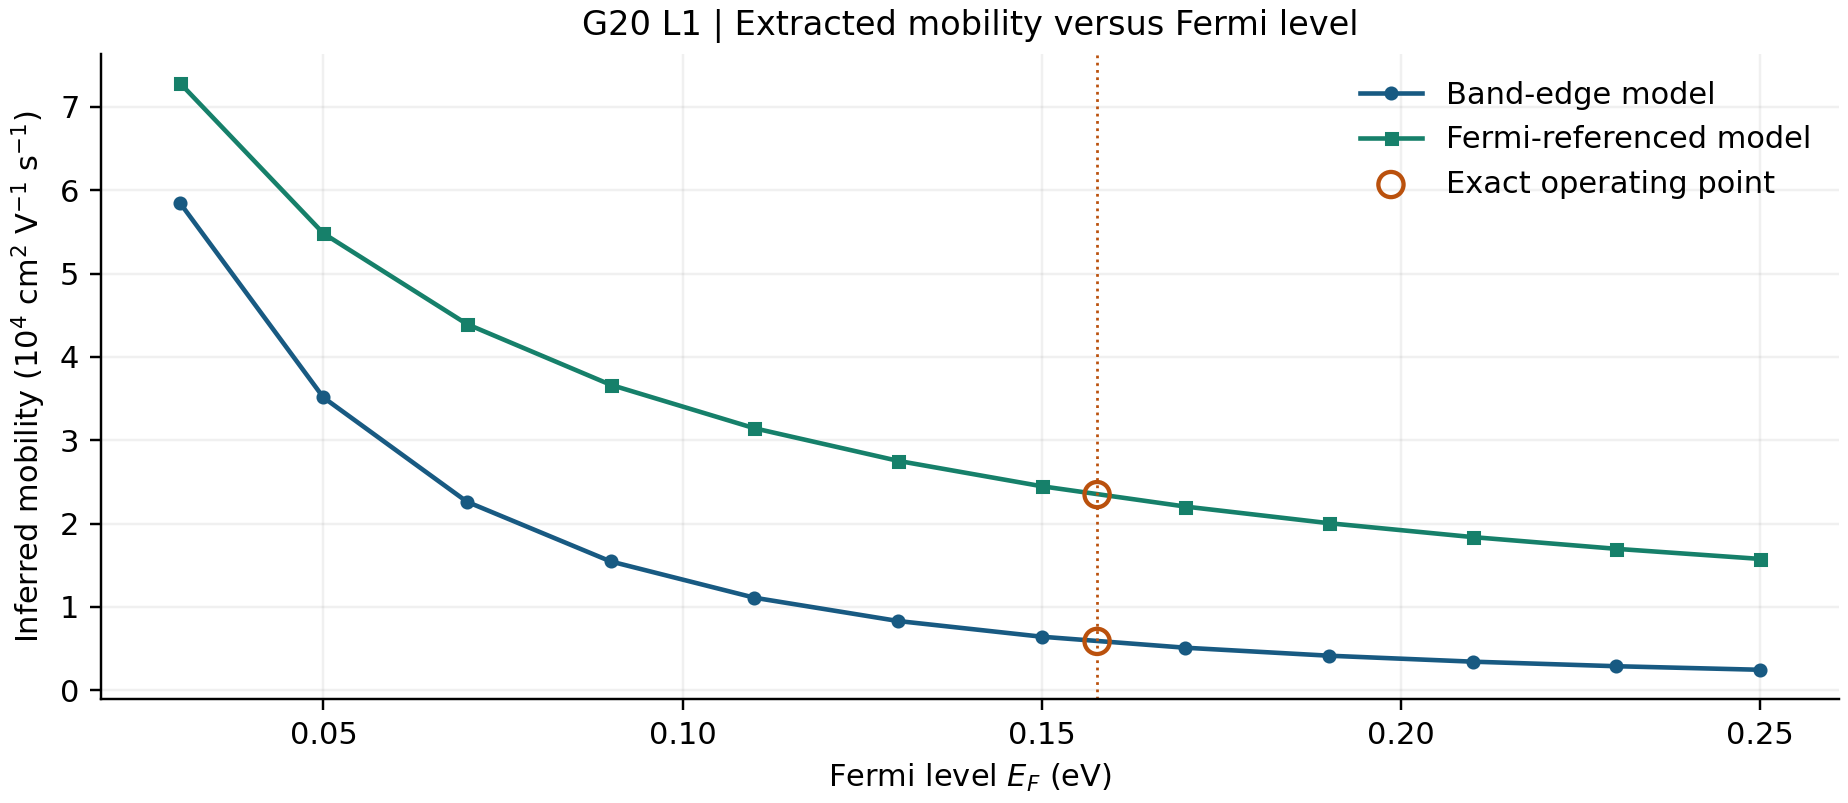 G20 L1 | Extracted mobility versus Fermi level
Inferred mobility (10⁴ cm² V⁻¹ s⁻¹)
7
6
5
4
3
2
1
0
Band-edge model
Fermi-referenced model
Exact operating point
0.05 0.10 0.15 0.20 0.25
Fermi level E_F (eV)